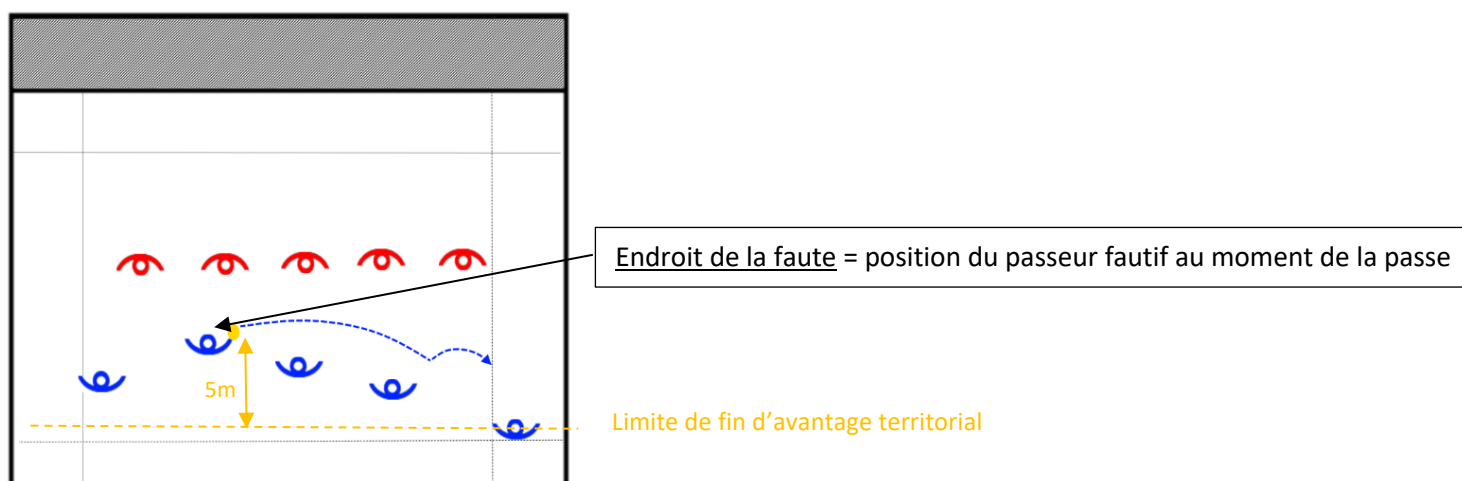 Endroit de la faute = position du passeur fautif au moment de la passe
5m
Limite de fin d’avantage territorial